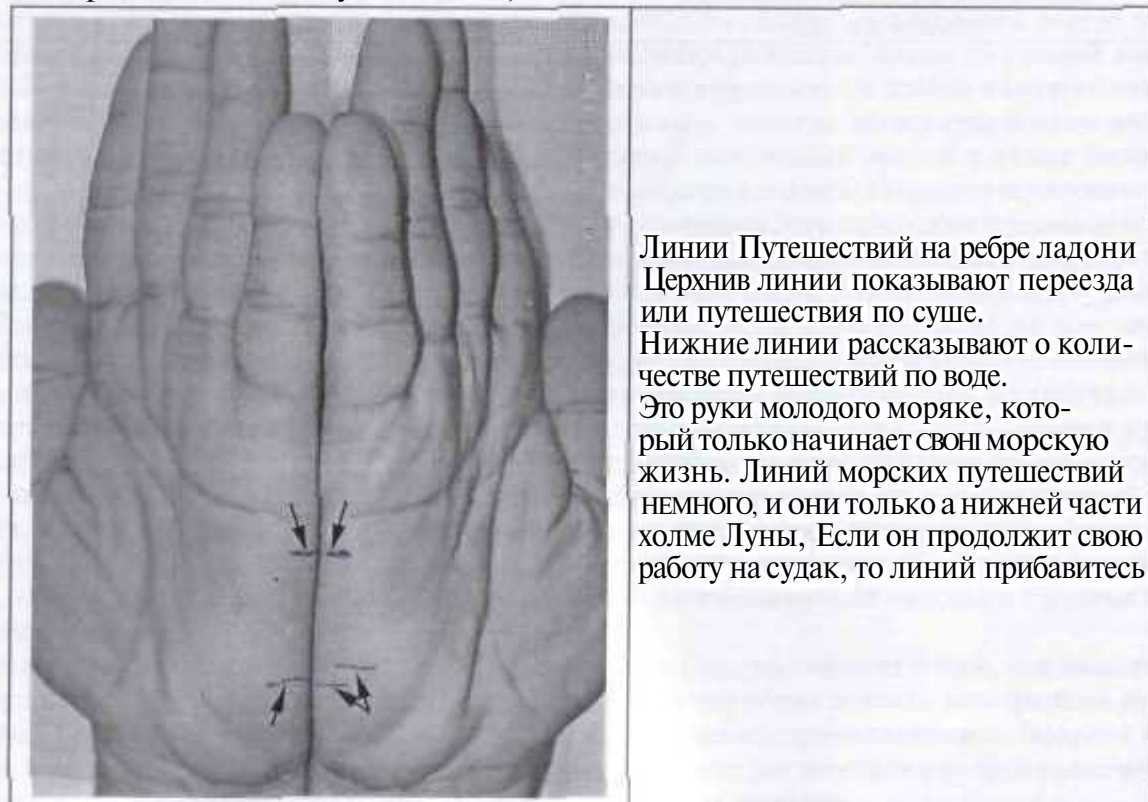 Линии Путешествий на ребре ладони
Церхнив линии показывают переезда
или путешествия по суше.
Нижние линии рассказывают о коли-
честве путешествий по воде.
Это руки молодого моряке, кото-
рый только начинает СВОНI морскую
жизнь. Линий морских путешествий
НЕМНОГО, и они только а нижней части
холме Луны, Если он продолжит свою
работу на судак, то линий прибавитесь